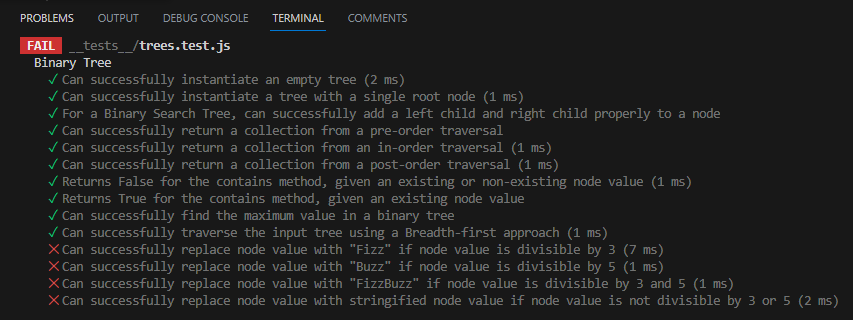 PROBLEMS OUTPUT DEBUG CONSOLE TERMINAL COMMENTS
FAIL __tests__/trees.test.js
Binary Tree
✓ Can successfully instantiate an empty tree (2 ms)
✓ Can successfully instantiate a tree with a single root node (1 ms)
✓ For a Binary Search Tree, can successfully add a left child and right child properly to a node
✓ Can successfully return a collection from a pre-order traversal
✓ Can successfully return a collection from an in-order traversal (1 ms)
✓ Can successfully return a collection from a post-order traversal (1 ms)
✓ Returns False for the contains method, given an existing or non-existing node value (1 ms)
✓ Returns True for the contains method, given an existing node value
✓ Can successfully find the maximum value in a binary tree
✓ Can successfully traverse the input tree using a Breadth-first approach (1 ms)
✕ Can successfully replace node value with "Fizz" if node value is divisible by 3 (7 ms)
✕ Can successfully replace node value with "Buzz" if node value is divisible by 5 (1 ms)
✕ Can successfully replace node value with "FizzBuzz" if node value is divisible by 3 and 5 (1 ms)
✕ Can successfully replace node value with stringified node value if node value is not divisible by 3 or 5 (2 ms)